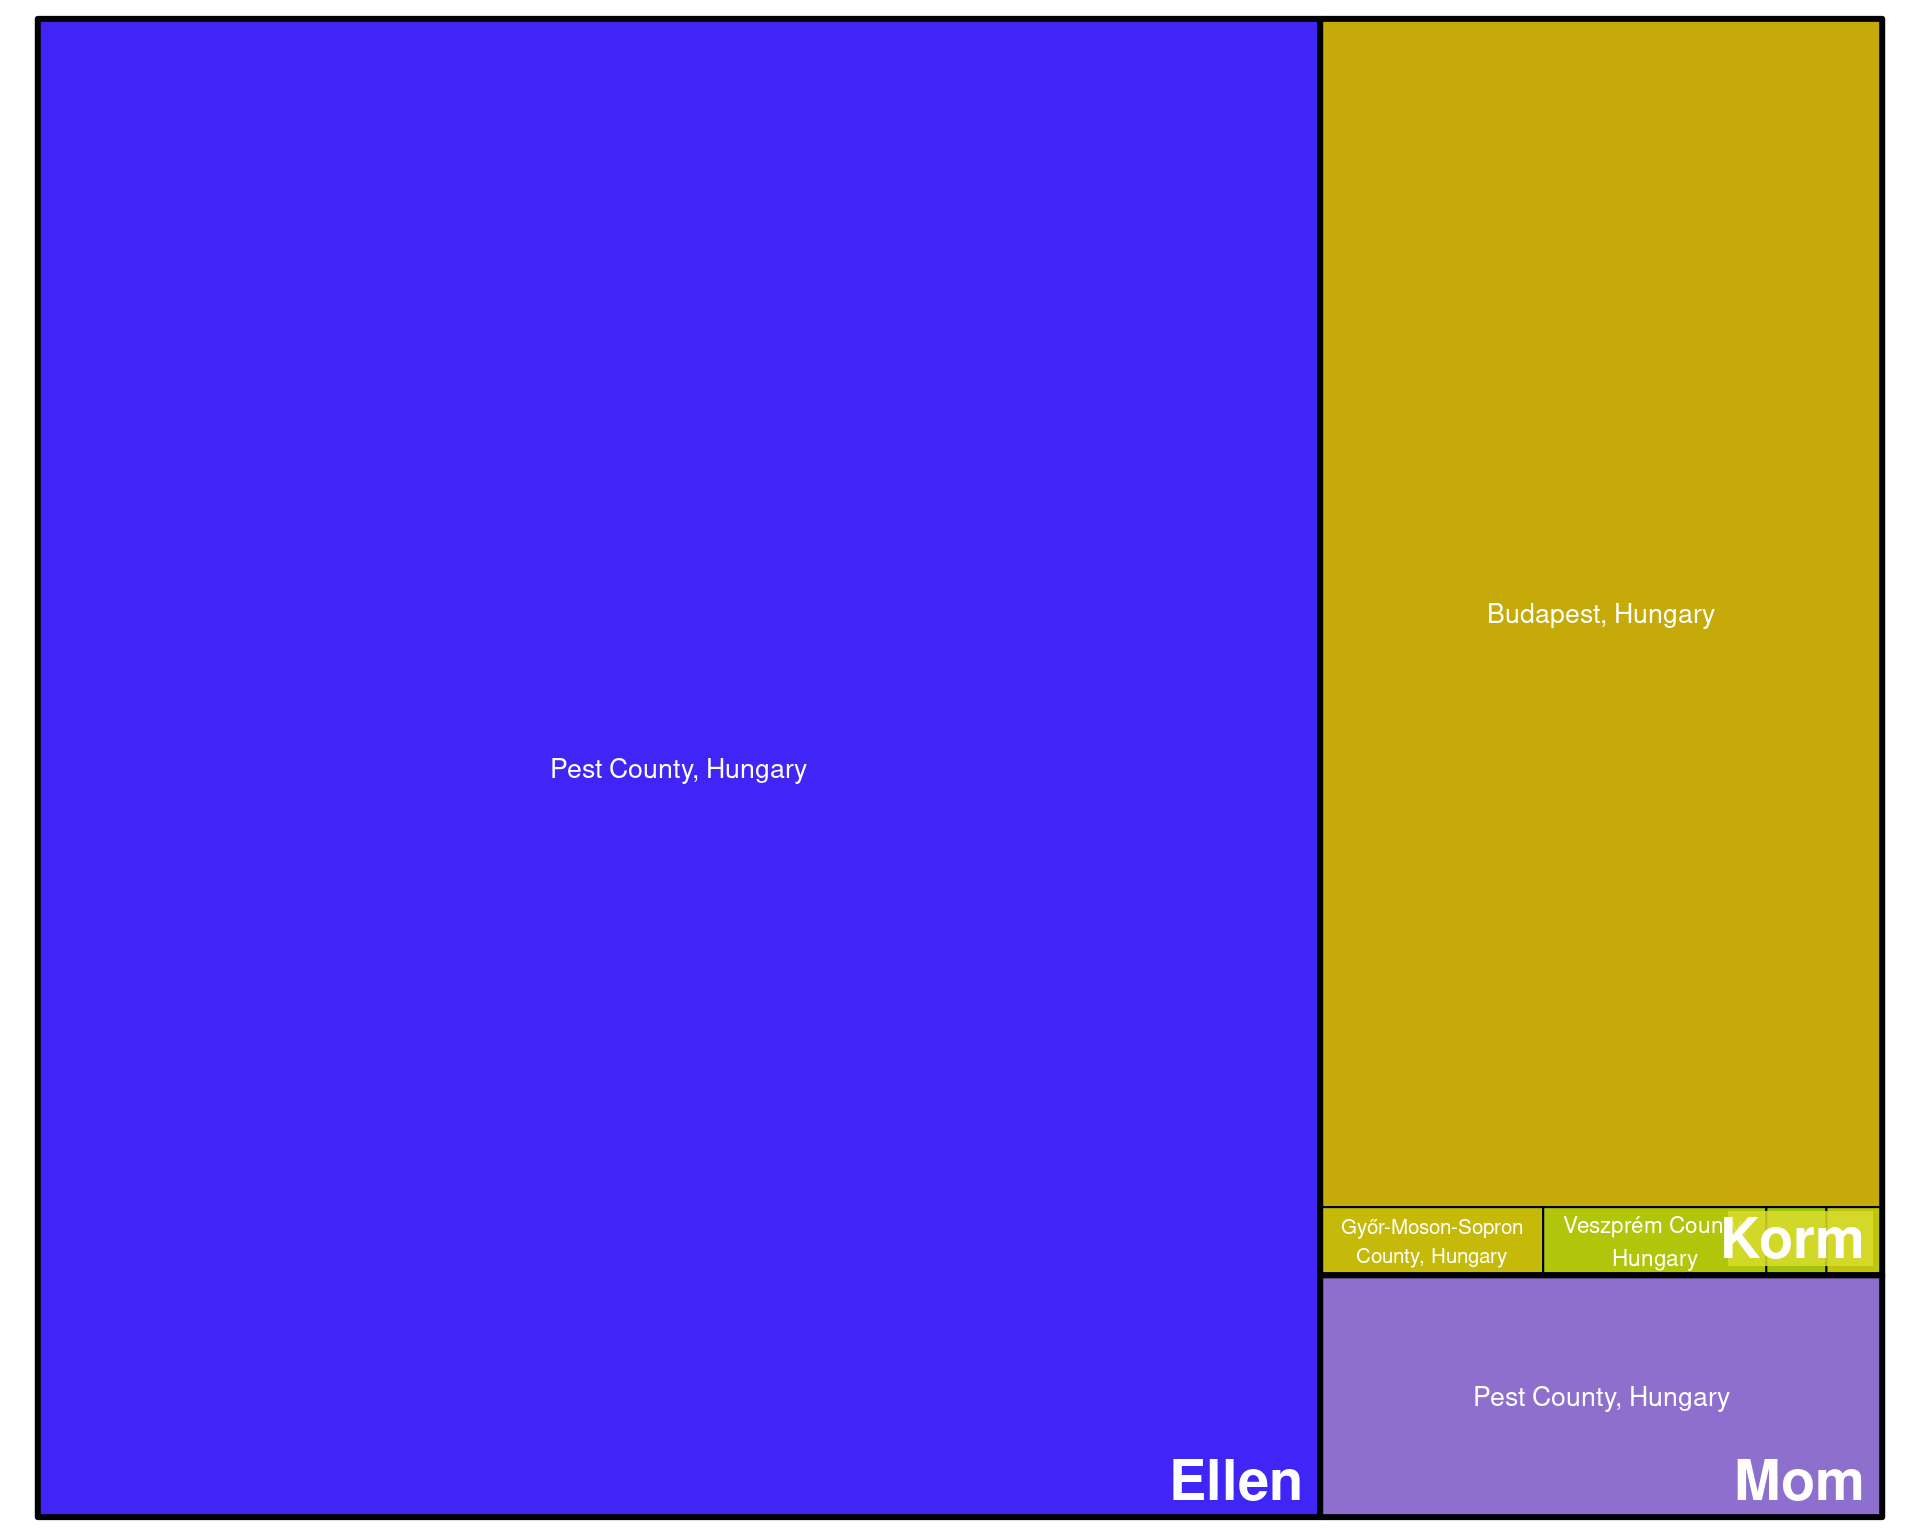 Pest County, Hungary
Ellen
Budapest, Hungary
Győr-Moson-Sopron
County, Hungary
Veszprém Coun
Hungary
Korm
Pest County, Hungary
Mom